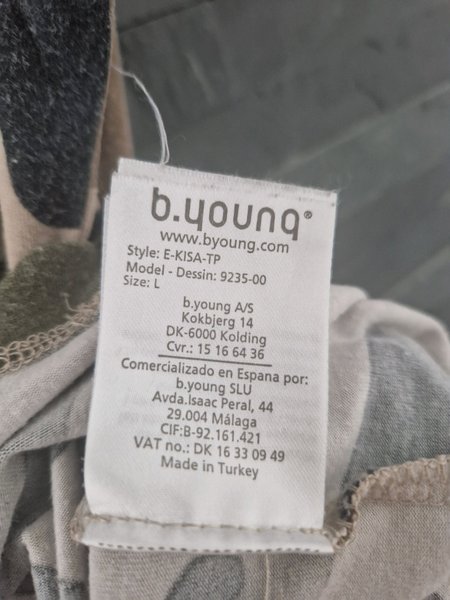 b.young®
www.byoung.com
Style: E-KISA-TP
Model - Dessin: 9235-00
Size: L
b.young A/S
Kokbjerg 14
DK-6000 Kolding
Cvr.: 15 16 64 36
Comercializado en Espana por:
b.young SLU
Avda.Isaac Peral, 44
29.004 Málaga
CIF:B-92.161.421
VAT no.: DK 16 33 09 49
Made in Turkey